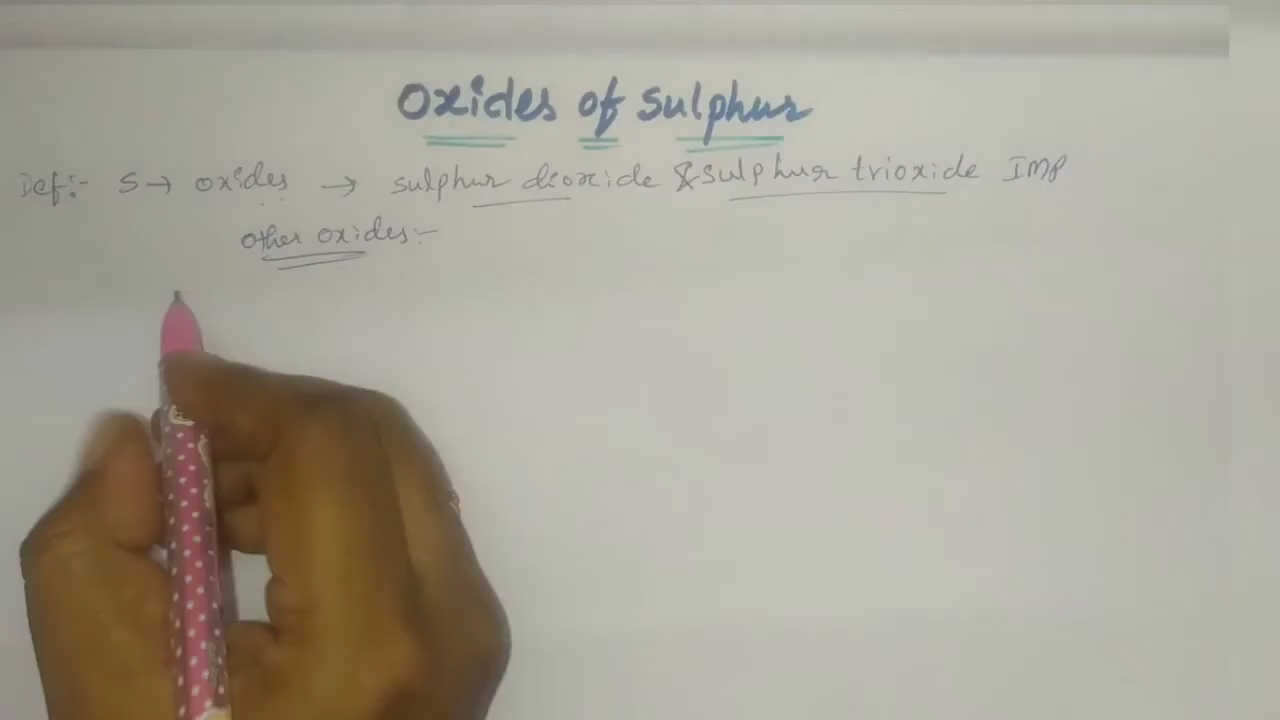 Oxides of Sulphur
Def:- S → oxides → sulphur dioxide & sulphur trioxide IMP
Other oxides:-